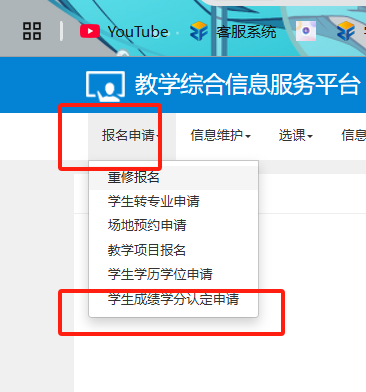 YouTube 客服系统
教学综合信息服务平台
报名申请 信息维护 选课 信息
重修报名
学生转专业申请
场地预约申请
教学项目报名
学生学历学位申请
学生成绩学分认定申请